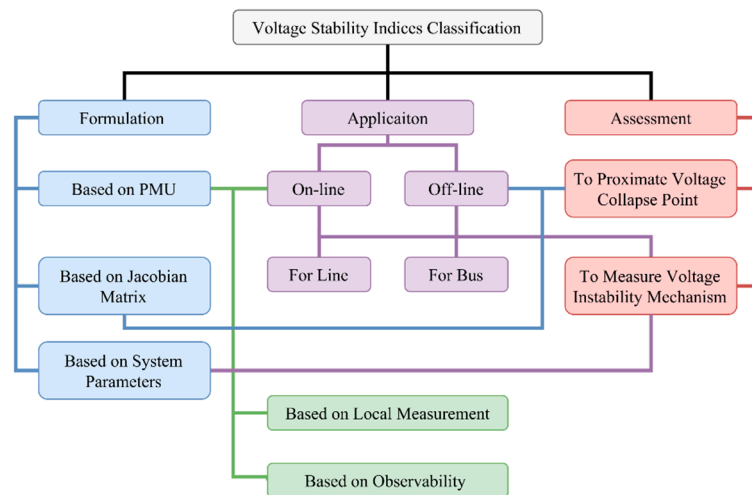 Voltage Stability Indices Classification
Formulation
Applicaiton
Assessment
Based on PMU
On-line
Off-line
To Proximate Voltage
Collapse Point
Based on Jacobian
Matrix
For Line
For Bus
To Measure Voltage
Instability Mechanism
Based on System
Parameters
Based on Local Measurement
Based on Observability